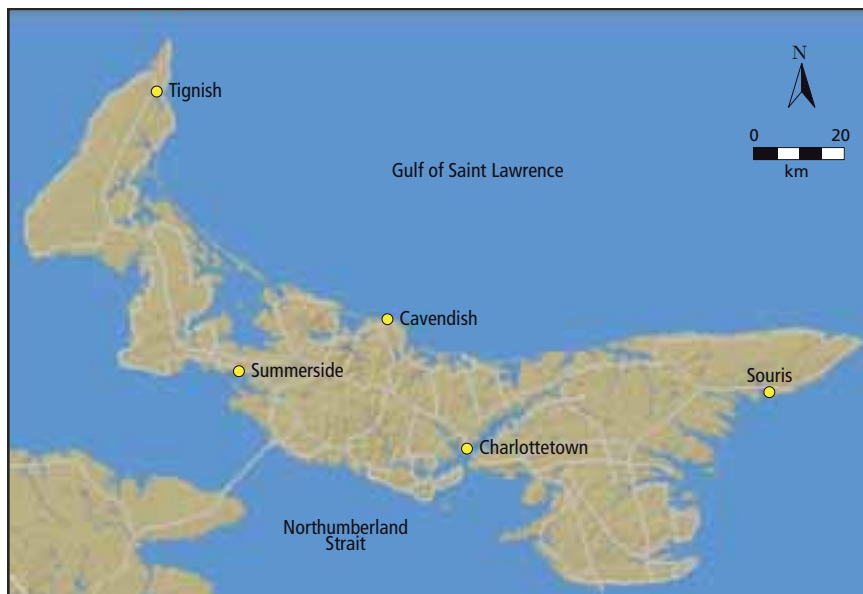 Tignish
N
0 20
km
Gulf of Saint Lawrence
Cavendish
Summerside
Souris
Charlottetown
Northumberland
Strait